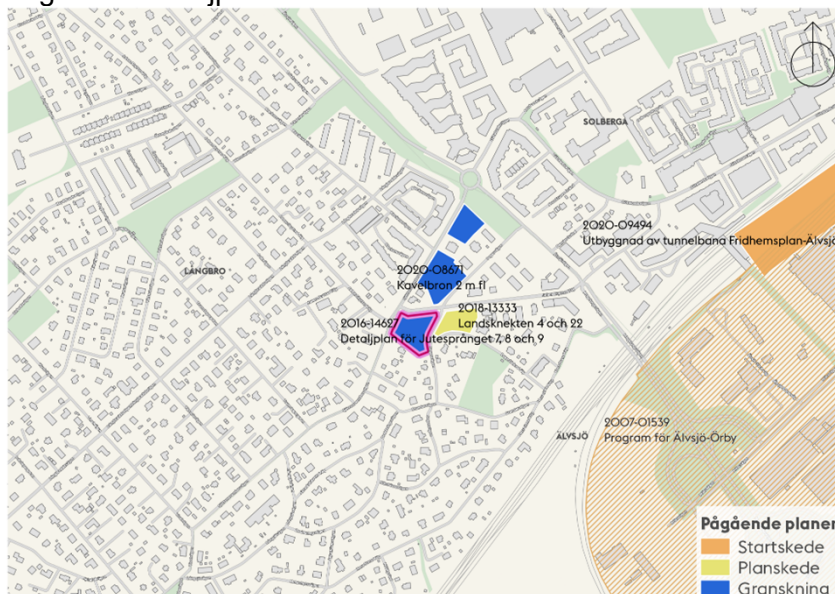 SOLBERGA
2020-09494
Utbyggnad av tunnelbana Fridhemsplan-Älvsjö
LÅNGBRO
2020-08671
Kavelbron 2 m fl
2018-13333
Landsknekten 4 och 22
2016-14627
Detaljplan för Jutesprånget 7, 8 och 9
2007-01539
Program för Älvsjö-Örby
ÄLVSJÖ
Pågående planer
Startskede
Planskede
Granskning